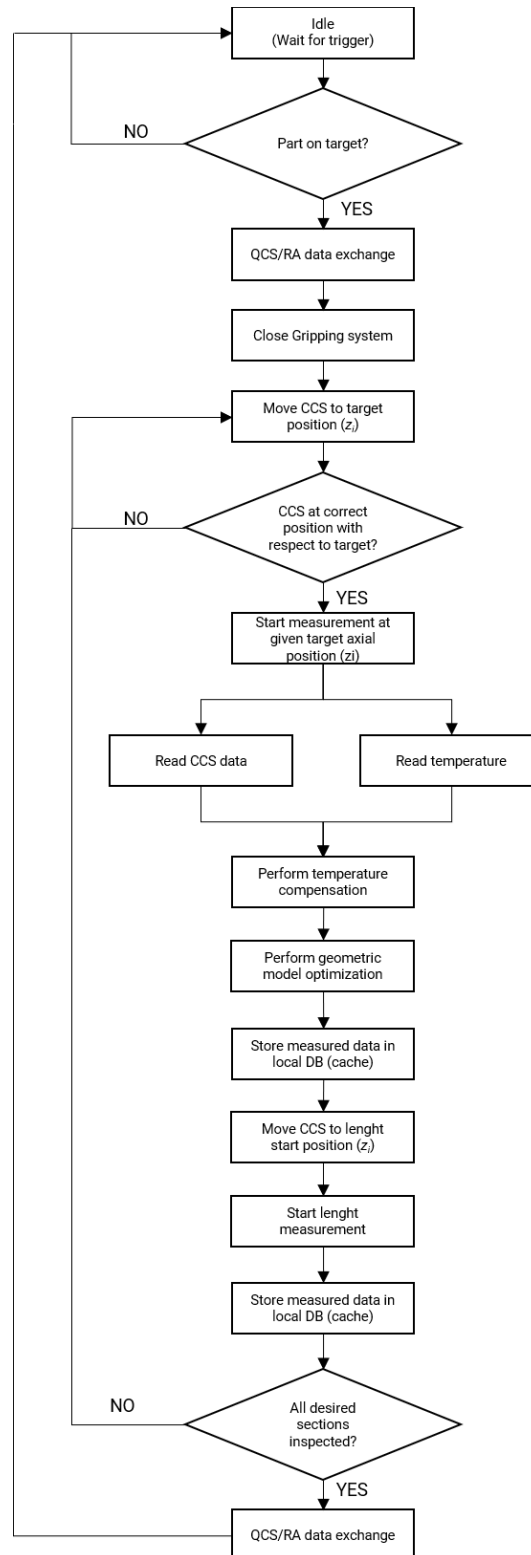 Idle
(Wait for trigger)
NO
Part on target?
YES
QCS/RA data exchange
Close Gripping system
Move CCS to target
position (zi)
NO
CCS at correct
position with
respect to target?
YES
Start measurement at
given target axial
position (zi)
Read CCS data
Read temperature
Perform temperature
compensation
Perform geometric
model optimization
Store measured data in
local DB (cache)
Move CCS to lenght
start position (zi)
Start lenght
measurement
Store measured data in
local DB (cache)
NO
All desired
sections
inspected?
YES
QCS/RA data exchange